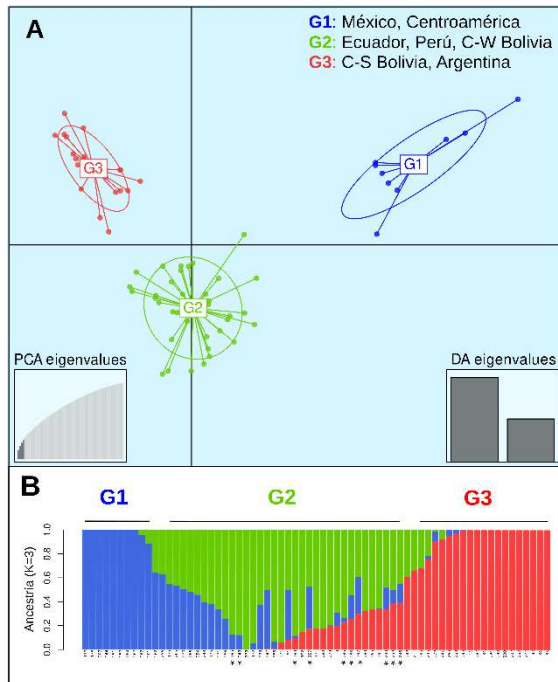 A
G1: México, Centroamérica
G2: Ecuador, Perú, C-W Bolivia
G3: C-S Bolivia, Argentina
G3
G1
G2
PCA eigenvalues
DA eigenvalues
B
G1
G2
G3
Ancestría (K=3)
1.0
0.8
0.6
0.4
0.2
0.0
* * * * * * * * * *